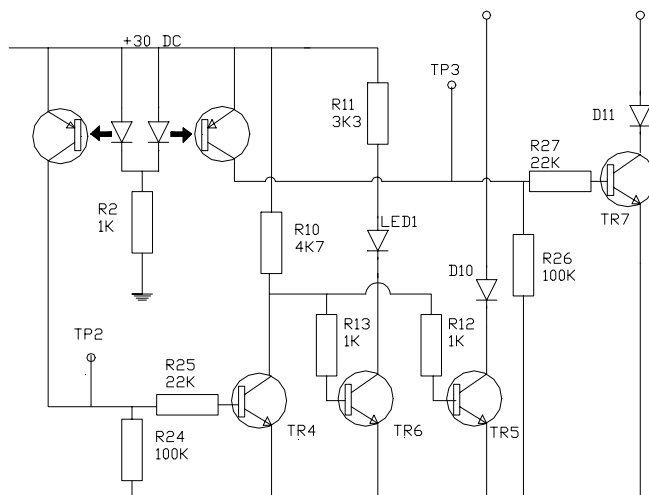 +30 DC
TP3
R11
3K3
D11
R27
22K
R2
1K
TR7
R10
4K7
LED1
R26
100K
D10
TP2
R13
1K
R12
1K
R25
22K
TR4
TR6
TR5
R24
100K